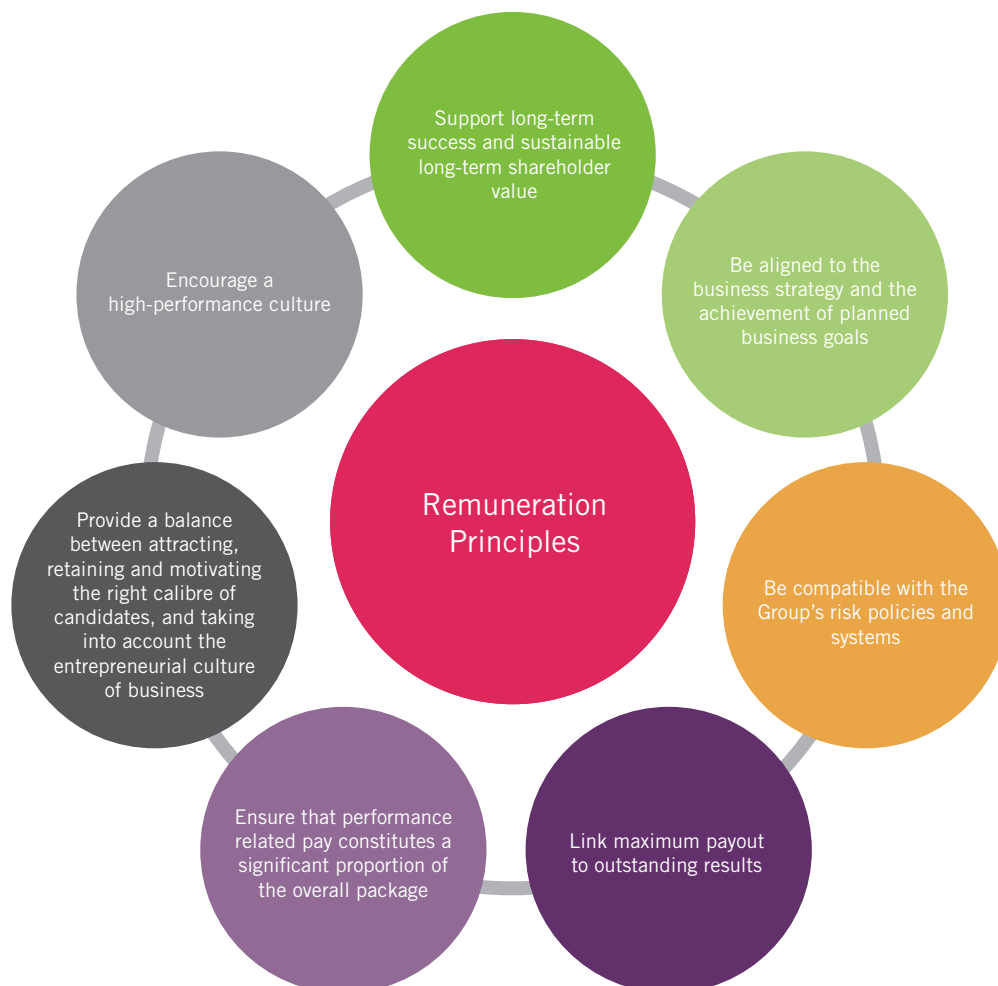 Support long-term
success and sustainable
long-term shareholder
value
Be aligned to the
business strategy and the
achievement of planned
business goals
Be compatible with the
Group's risk policies and
systems
Link maximum payout
to outstanding results
Ensure that performance
related pay constitutes a
significant proportion of
the overall package
Provide a balance
between attracting,
retaining and motivating
the right calibre of
candidates, and taking
into account the
entrepreneurial culture
of business
Encourage a
high-performance culture
Remuneration
Principles